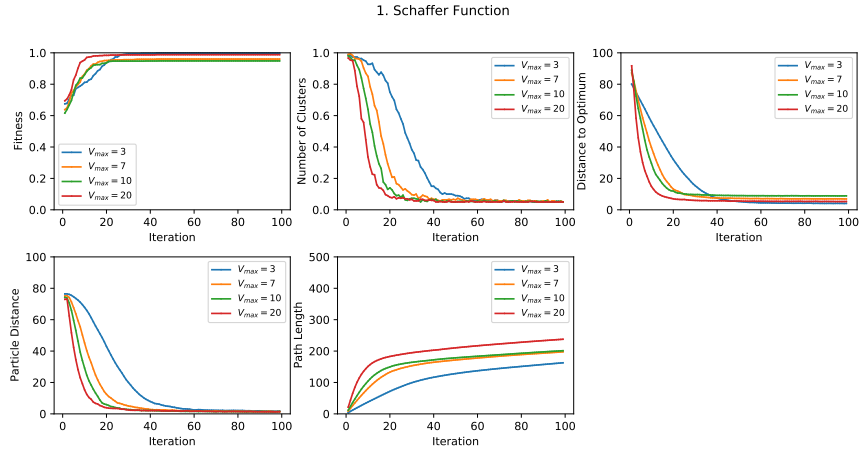 1. Schaffer Function
Fitness
1.0
0.8
0.6
0.4
0.2
0.0
V_max = 3
V_max = 7
V_max = 10
V_max = 20
0 20 40 60 80 100
Iteration
Number of Clusters
1.0
0.8
0.6
0.4
0.2
0.0
V_max = 3
V_max = 7
V_max = 10
V_max = 20
0 20 40 60 80 100
Iteration
Distance to Optimum
100
80
60
40
20
0
V_max = 3
V_max = 7
V_max = 10
V_max = 20
0 20 40 60 80 100
Iteration
Particle Distance
100
80
60
40
20
0
V_max = 3
V_max = 7
V_max = 10
V_max = 20
0 20 40 60 80 100
Iteration
Path Length
500
400
300
200
100
0
V_max = 3
V_max = 7
V_max = 10
V_max = 20
0 20 40 60 80 100
Iteration